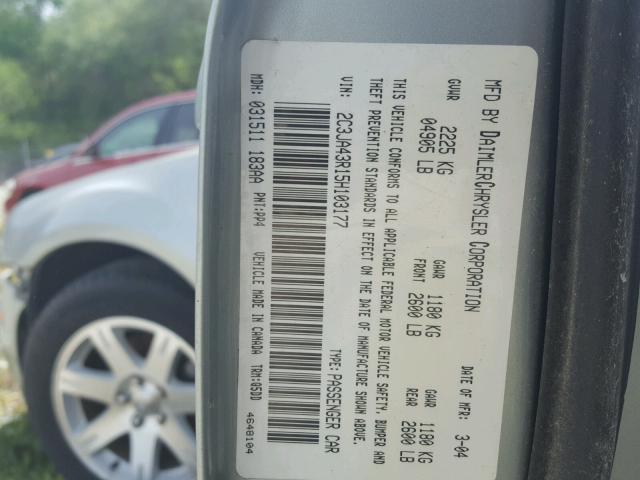 MFD BY DAIMLERCHRYSLER CORPORATION
DATE OF MFR: 3-04
GVWR 2225 KG 04905 LB
GAWR FRONT 1180 KG 2600 LB
GAWR REAR 1180 KG 2600 LB
THIS VEHICLE CONFORMS TO ALL APPLICABLE FEDERAL MOTOR VEHICLE SAFETY, BUMPER AND
THEFT PREVENTION STANDARDS IN EFFECT ON THE DATE OF MANUFACTURE SHOWN ABOVE.
VIN: 2C3JA43R15H103177 TYPE: PASSENGER CAR
MDH: 031511 183AA PNT: PP4 VEHICLE MADE IN CANADA TRM: 05DD 4648104